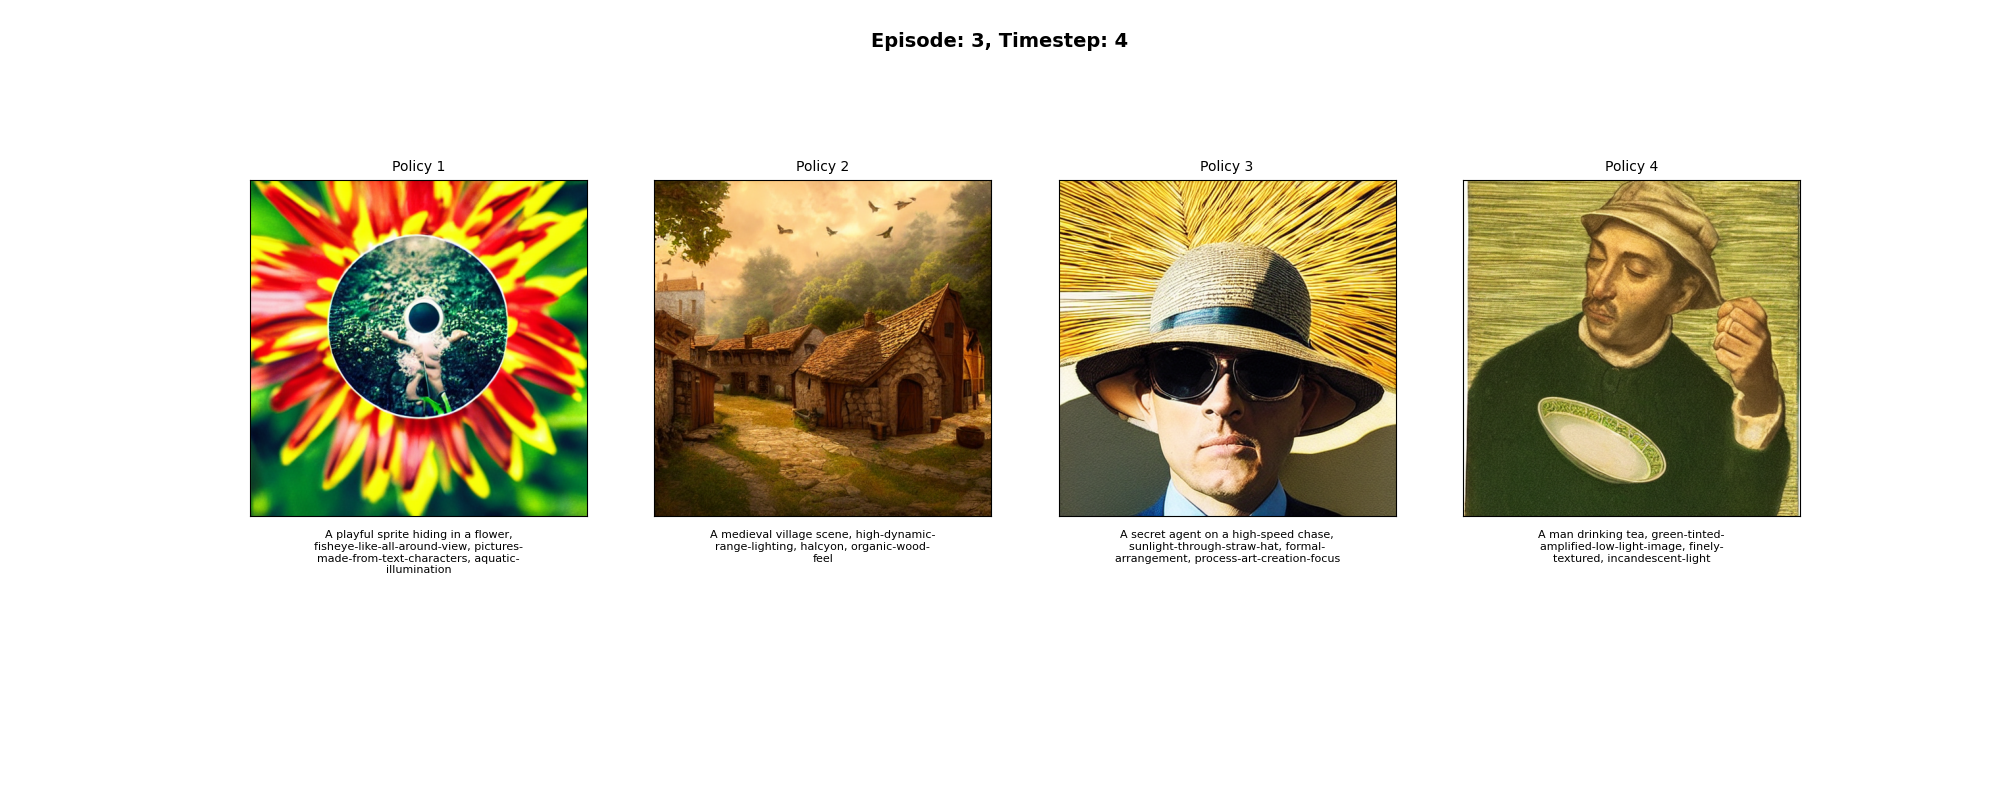 Episode: 3, Timestep: 4
Policy 1
A playful sprite hiding in a flower,
fisheye-like-all-around-view, pictures-
made-from-text-characters, aquatic-
illumination
Policy 2
A medieval village scene, high-dynamic-
range-lighting, halcyon, organic-wood-
feel
Policy 3
A secret agent on a high-speed chase,
sunlight-through-straw-hat, formal-
arrangement, process-art-creation-focus
Policy 4
A man drinking tea, green-tinted-
amplified-low-light-image, finely-
textured, incandescent-light